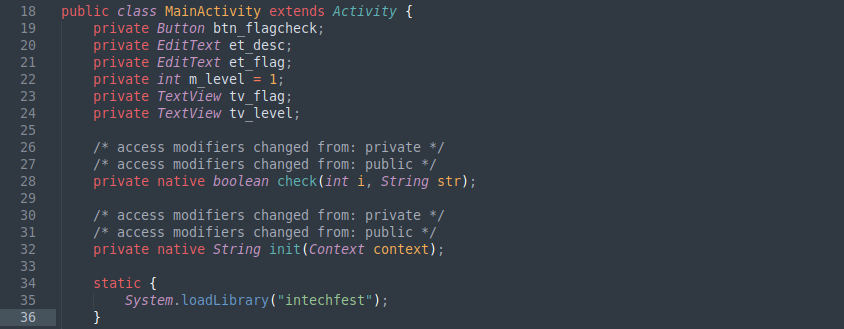 18 public class MainActivity extends Activity {
19 private Button btn_flagcheck;
20 private EditText et_desc;
21 private EditText et_flag;
22 private int m_level = 1;
23 private TextView tv_flag;
24 private TextView tv_level;
25
26 /* access modifiers changed from: private */
27 /* access modifiers changed from: public */
28 private native boolean check(int i, String str);
29
30 /* access modifiers changed from: private */
31 /* access modifiers changed from: public */
32 private native String init(Context context);
33
34 static {
35 System.loadLibrary("intechfest");
36 }